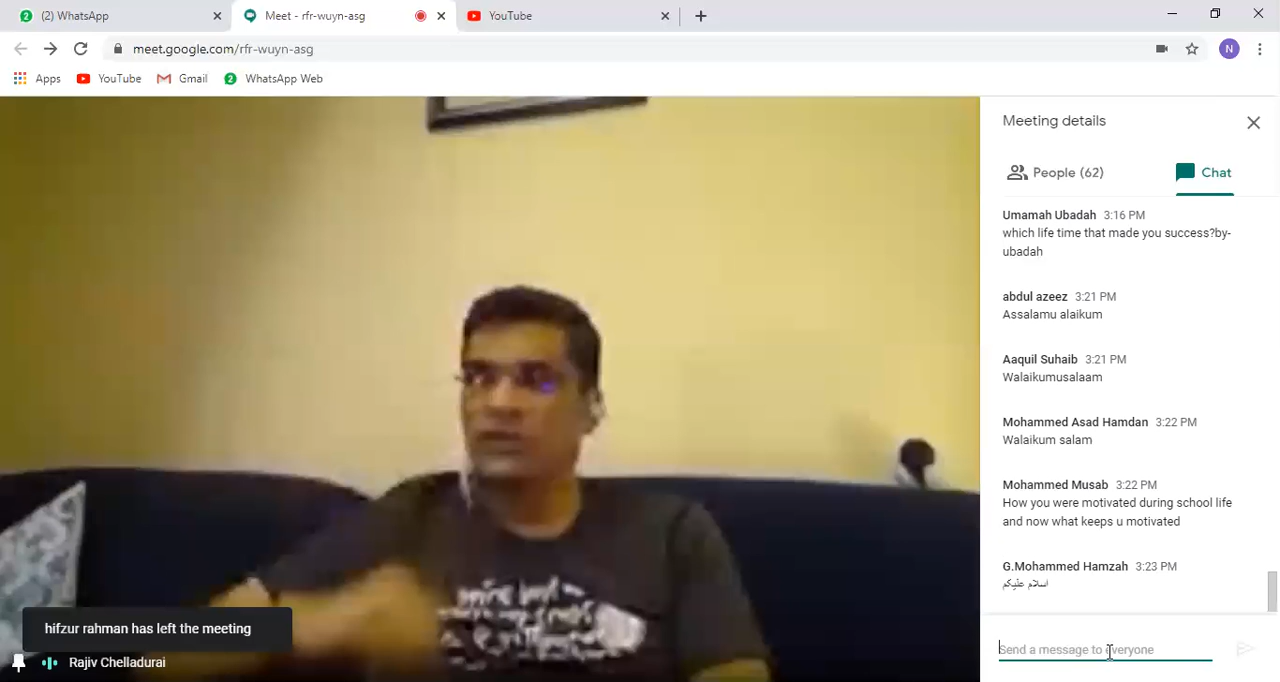 (2) WhatsApp
Meet - rfr-wuyn-asg
YouTube
meet.google.com/rfr-wuyn-asg
N
Apps
YouTube
Gmail
2
WhatsApp Web
Meeting details
People (62)
Chat
Umamah Ubadah 3:16 PM
which life time that made you success?by-
ubadah
abdul azeez 3:21 PM
Assalamu alaikum
Aaquil Suhaib 3:21 PM
Walaikumusalaam
Mohammed Asad Hamdan 3:22 PM
Walaikum salam
Mohammed Musab 3:22 PM
How you were motivated during school life
and now what keeps u motivated
G.Mohammed Hamzah 3:23 PM
اسلام علیکم
Send a message to everyone
hifzur rahman has left the meeting
Rajiv Chelladurai